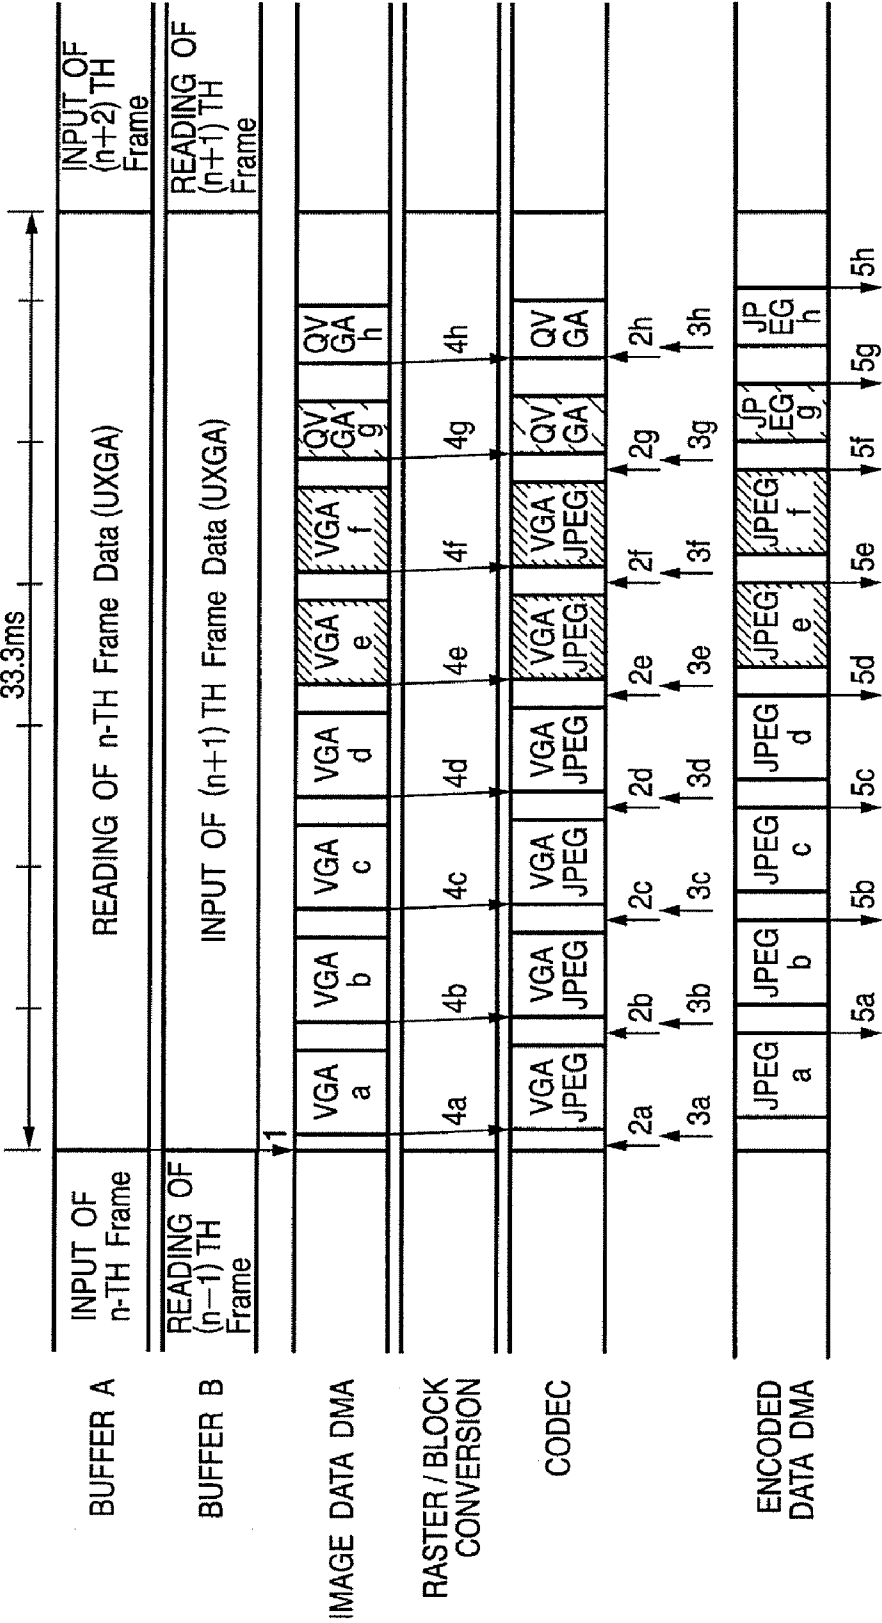 33.3ms
BUFFER A
INPUT OF
n-TH Frame
READING OF n-TH Frame Data (UXGA)
INPUT OF
(n+2) TH
Frame
BUFFER B
READING OF
(n−1) TH
Frame
INPUT OF (n+1) TH Frame Data (UXGA)
READING OF
(n+1) TH
Frame
1
IMAGE DATA DMA
VGA
a
VGA
b
VGA
c
VGA
d
VGA
e
VGA
f
QV
GA
g
QV
GA
h
RASTER / BLOCK
CONVERSION
4a
4b
4c
4d
4e
4f
4g
4h
CODEC
VGA
JPEG
VGA
JPEG
VGA
JPEG
VGA
JPEG
VGA
JPEG
VGA
JPEG
QV
GA
QV
GA
2a
2b
2c
2d
2e
2f
2g
2h
3a
3b
3c
3d
3e
3f
3g
3h
ENCODED
DATA DMA
JPEG
a
JPEG
b
JPEG
c
JPEG
d
JPEG
e
JPEG
f
JP
EG
g
JP
EG
h
5a
5b
5c
5d
5e
5f
5g
5h